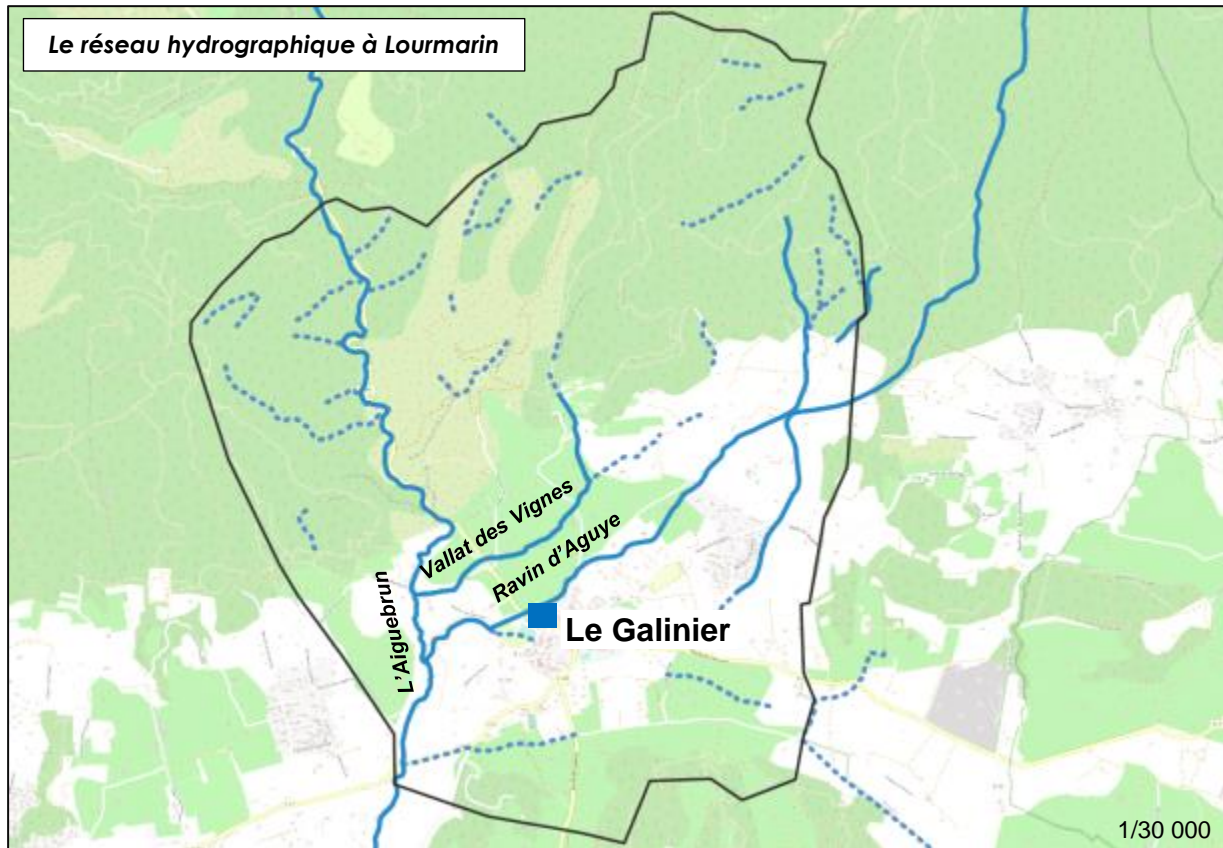 Le réseau hydrographique à Lourmarin
Vallat des Vignes
Ravin d'Aguye
L'Aiguebrun
Le Galinier
1/30 000